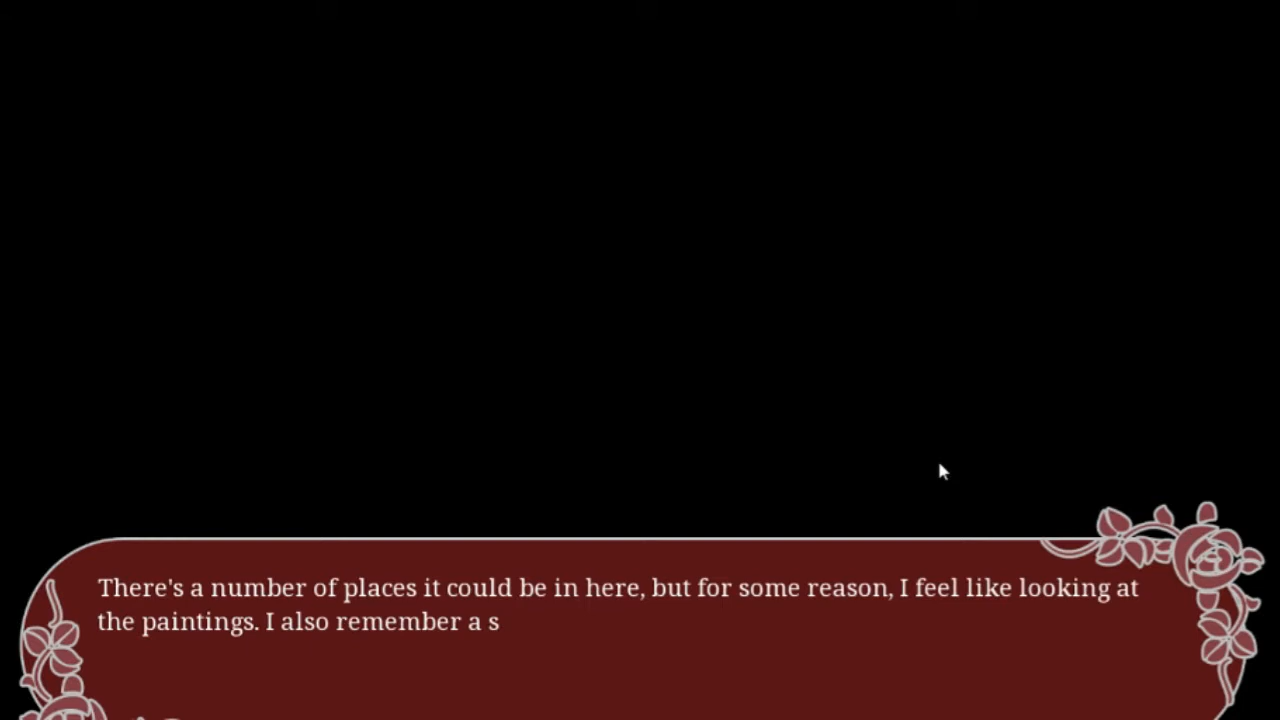 There's a number of places it could be in here, but for some reason, I feel like looking at
the paintings. I also remember a s